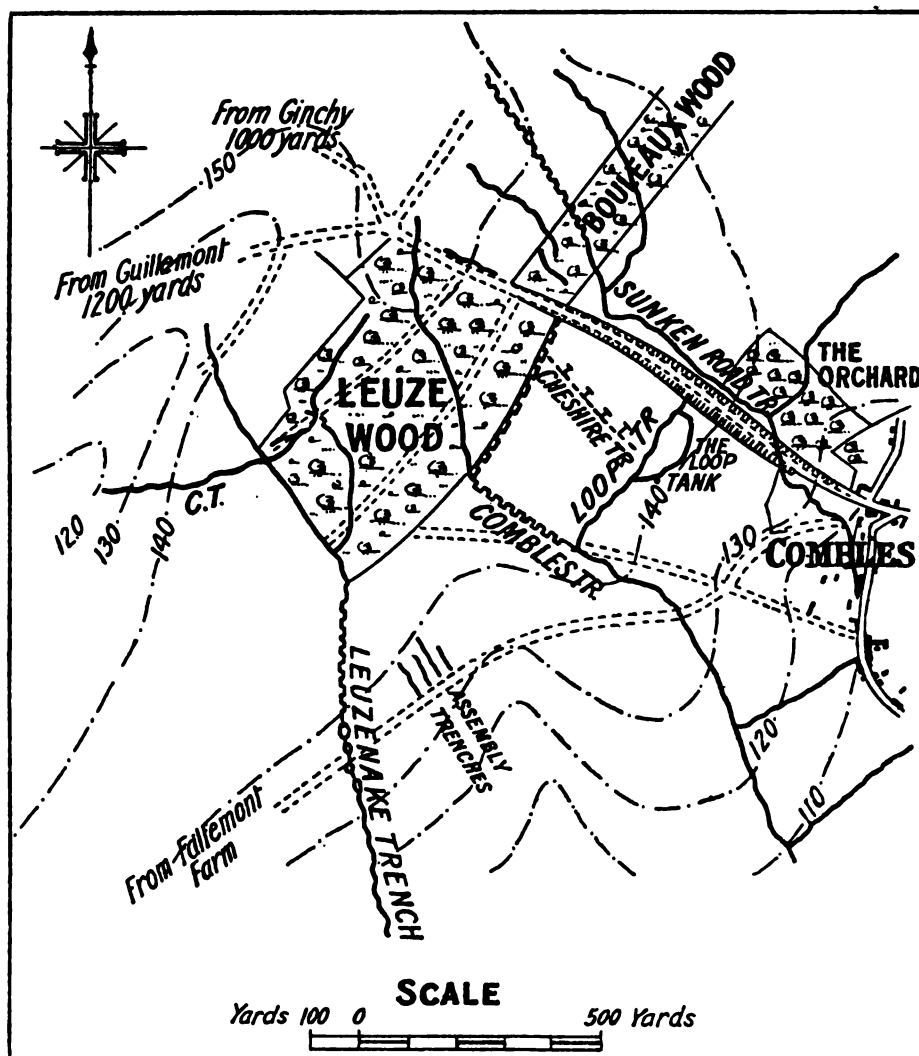 From Ginchy
1000 yards
150
BOULEAUX WOOD
From Guillemont
1200 yards
SUNKEN ROAD TR.
THE
ORCHARD
LEUZE
WOOD
CHESHIRE TR.
LOOP TR
THE LOOP
TANK
C.T.
120
130
140
140
130
COMBLES TR.
COMBLES
LEUZENAKE TRENCH
ASSEMBLY
TRENCHES
120
110
From Falfemont
Farm
SCALE
Yards 100 0 500 Yards